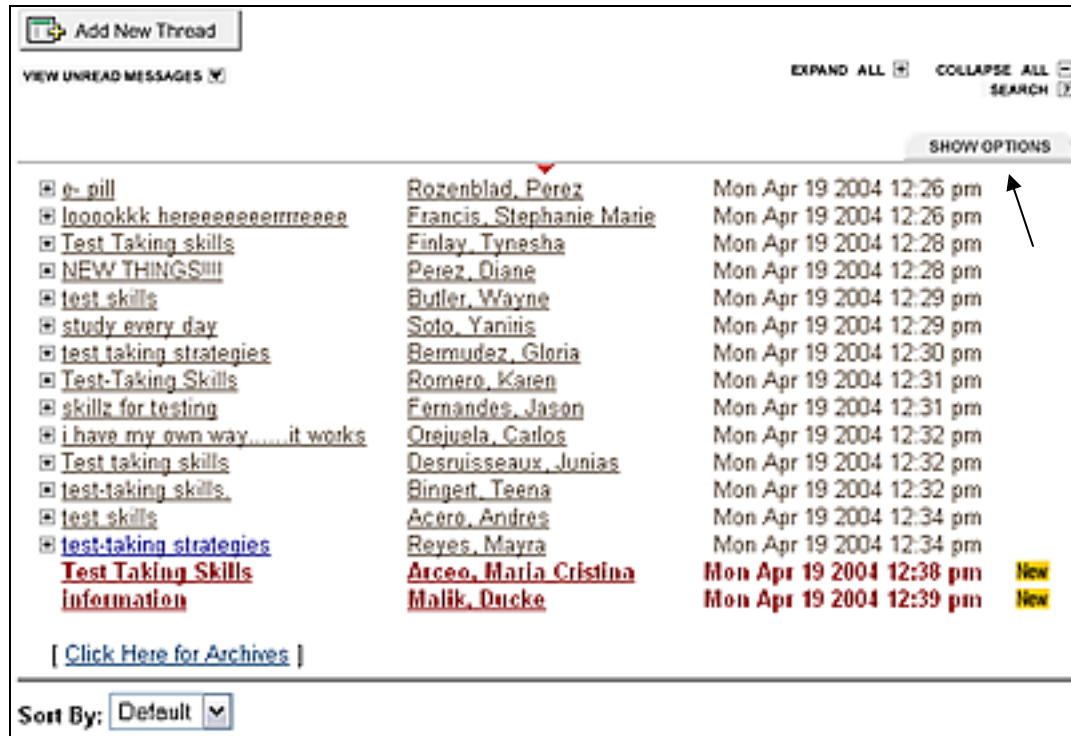 Add New Thread
VIEW UNREAD MESSAGES EXPAND ALL COLLAPSE ALL
SEARCH
SHOW OPTIONS
e- pill Rozenblad, Perez Mon Apr 19 2004 12:26 pm
looookkk hereeeeeeerrrreeee Francis, Stephanie Marie Mon Apr 19 2004 12:26 pm
Test Taking skills Finlay, Tynesha Mon Apr 19 2004 12:28 pm
NEW THINGS!!!! Perez, Diane Mon Apr 19 2004 12:28 pm
test skills Butler, Wayne Mon Apr 19 2004 12:29 pm
study every day Soto, Yaniris Mon Apr 19 2004 12:29 pm
test taking strategies Bermudez, Gloria Mon Apr 19 2004 12:30 pm
Test-Taking Skills Romero, Karen Mon Apr 19 2004 12:31 pm
skillz for testing Fernandes, Jason Mon Apr 19 2004 12:31 pm
i have my own way......it works Orejuela, Carlos Mon Apr 19 2004 12:32 pm
Test taking skills Desruisseaux, Junias Mon Apr 19 2004 12:32 pm
test-taking skills. Bingert, Teena Mon Apr 19 2004 12:32 pm
test skills Acero, Andres Mon Apr 19 2004 12:34 pm
test-taking strategies Reyes, Mayra Mon Apr 19 2004 12:34 pm
Test Taking Skills Arceo, Maria Cristina Mon Apr 19 2004 12:38 pm New
information Malik, Ducke Mon Apr 19 2004 12:39 pm New
[ Click Here for Archives ]
Sort By: Default